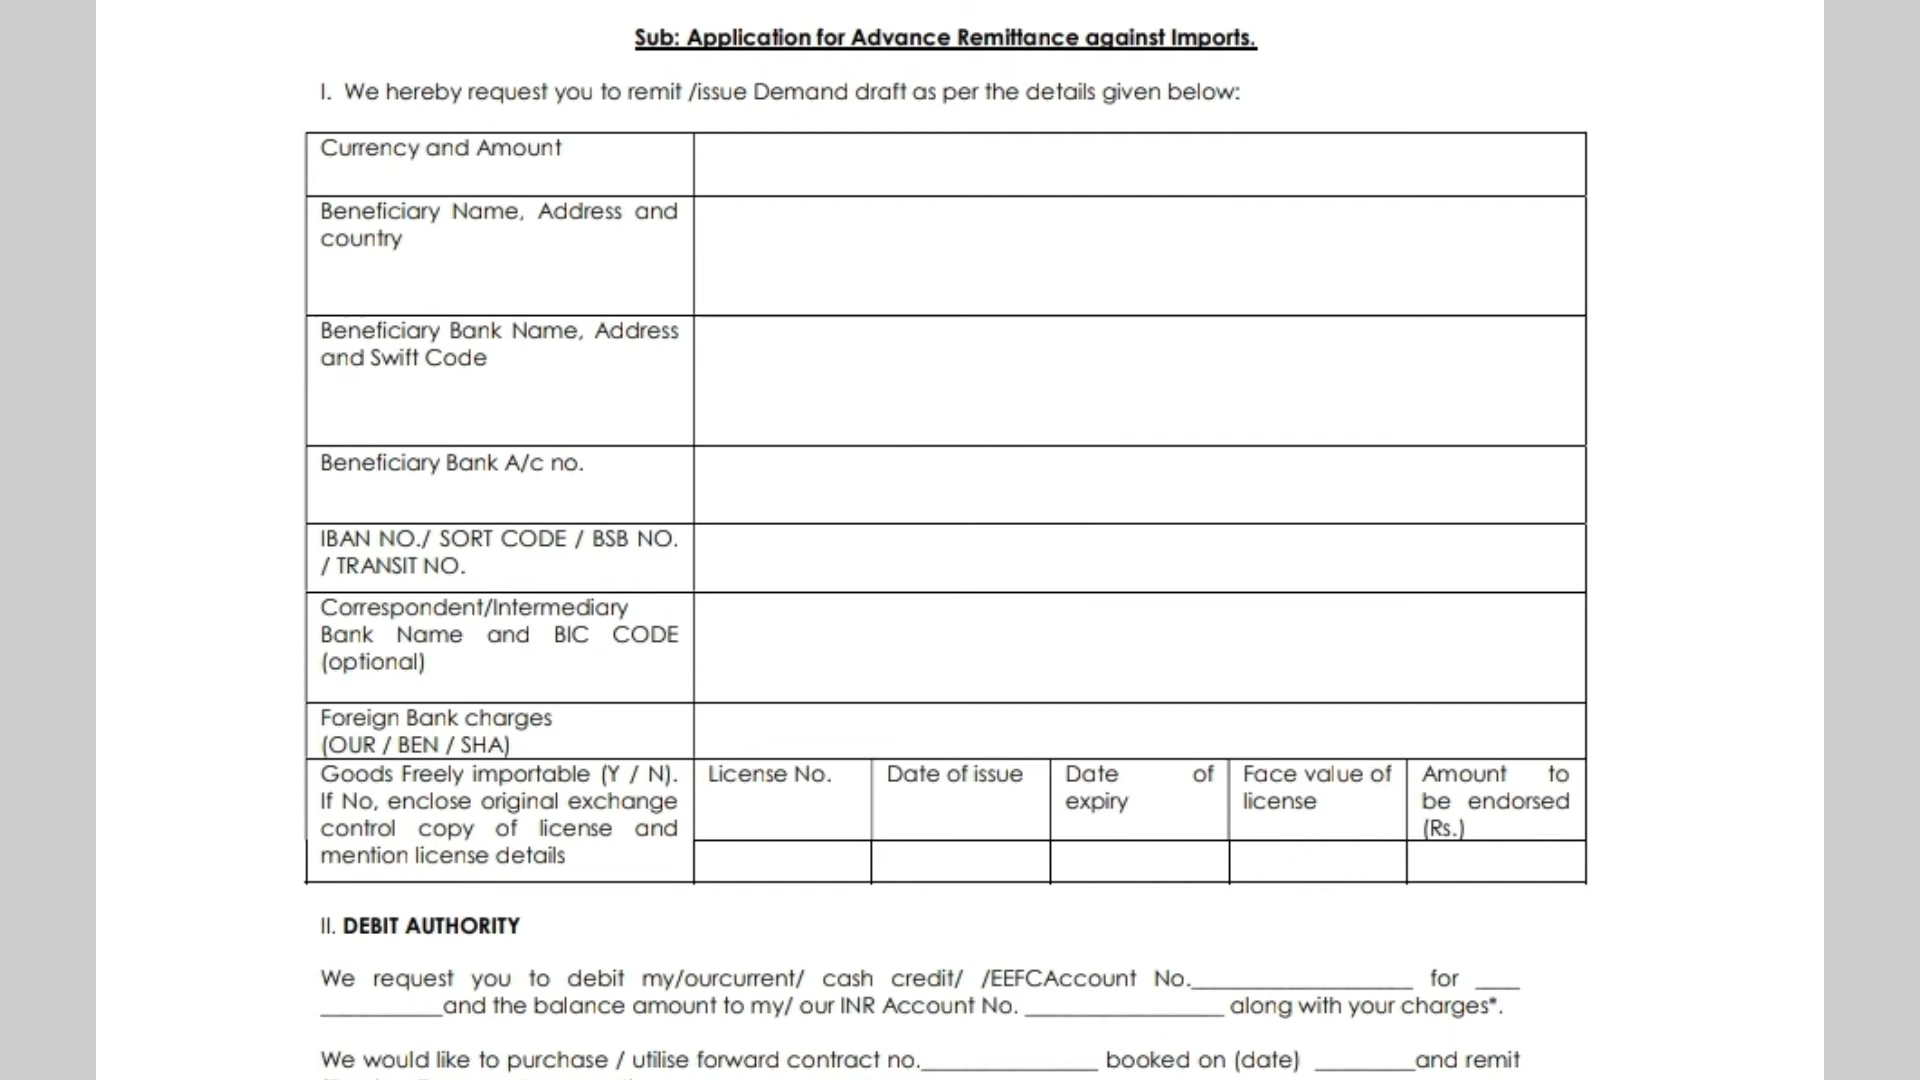 Sub: Application for Advance Remittance against Imports.
I. We hereby request you to remit /issue Demand draft as per the details given below:
Currency and Amount
Beneficiary Name, Address and
country
Beneficiary Bank Name, Address
and Swift Code
Beneficiary Bank A/c no.
IBAN NO./ SORT CODE / BSB NO.
/ TRANSIT NO.
Correspondent/Intermediary
Bank Name and BIC CODE
(optional)
Foreign Bank charges
(OUR / BEN / SHA)
Goods Freely importable (Y / N).
If No, enclose original exchange
control copy of license and
mention license details
License No.
Date of issue
Date of
expiry
Face value of
license
Amount to
be endorsed
(Rs.)
II. DEBIT AUTHORITY
We request you to debit my/ourcurrent/ cash credit/ /EEFCAccount No.____________________ for ____
___________and the balance amount to my/ our INR Account No. __________________ along with your charges*.
We would like to purchase / utilise forward contract no.________________ booked on (date) _________and remit